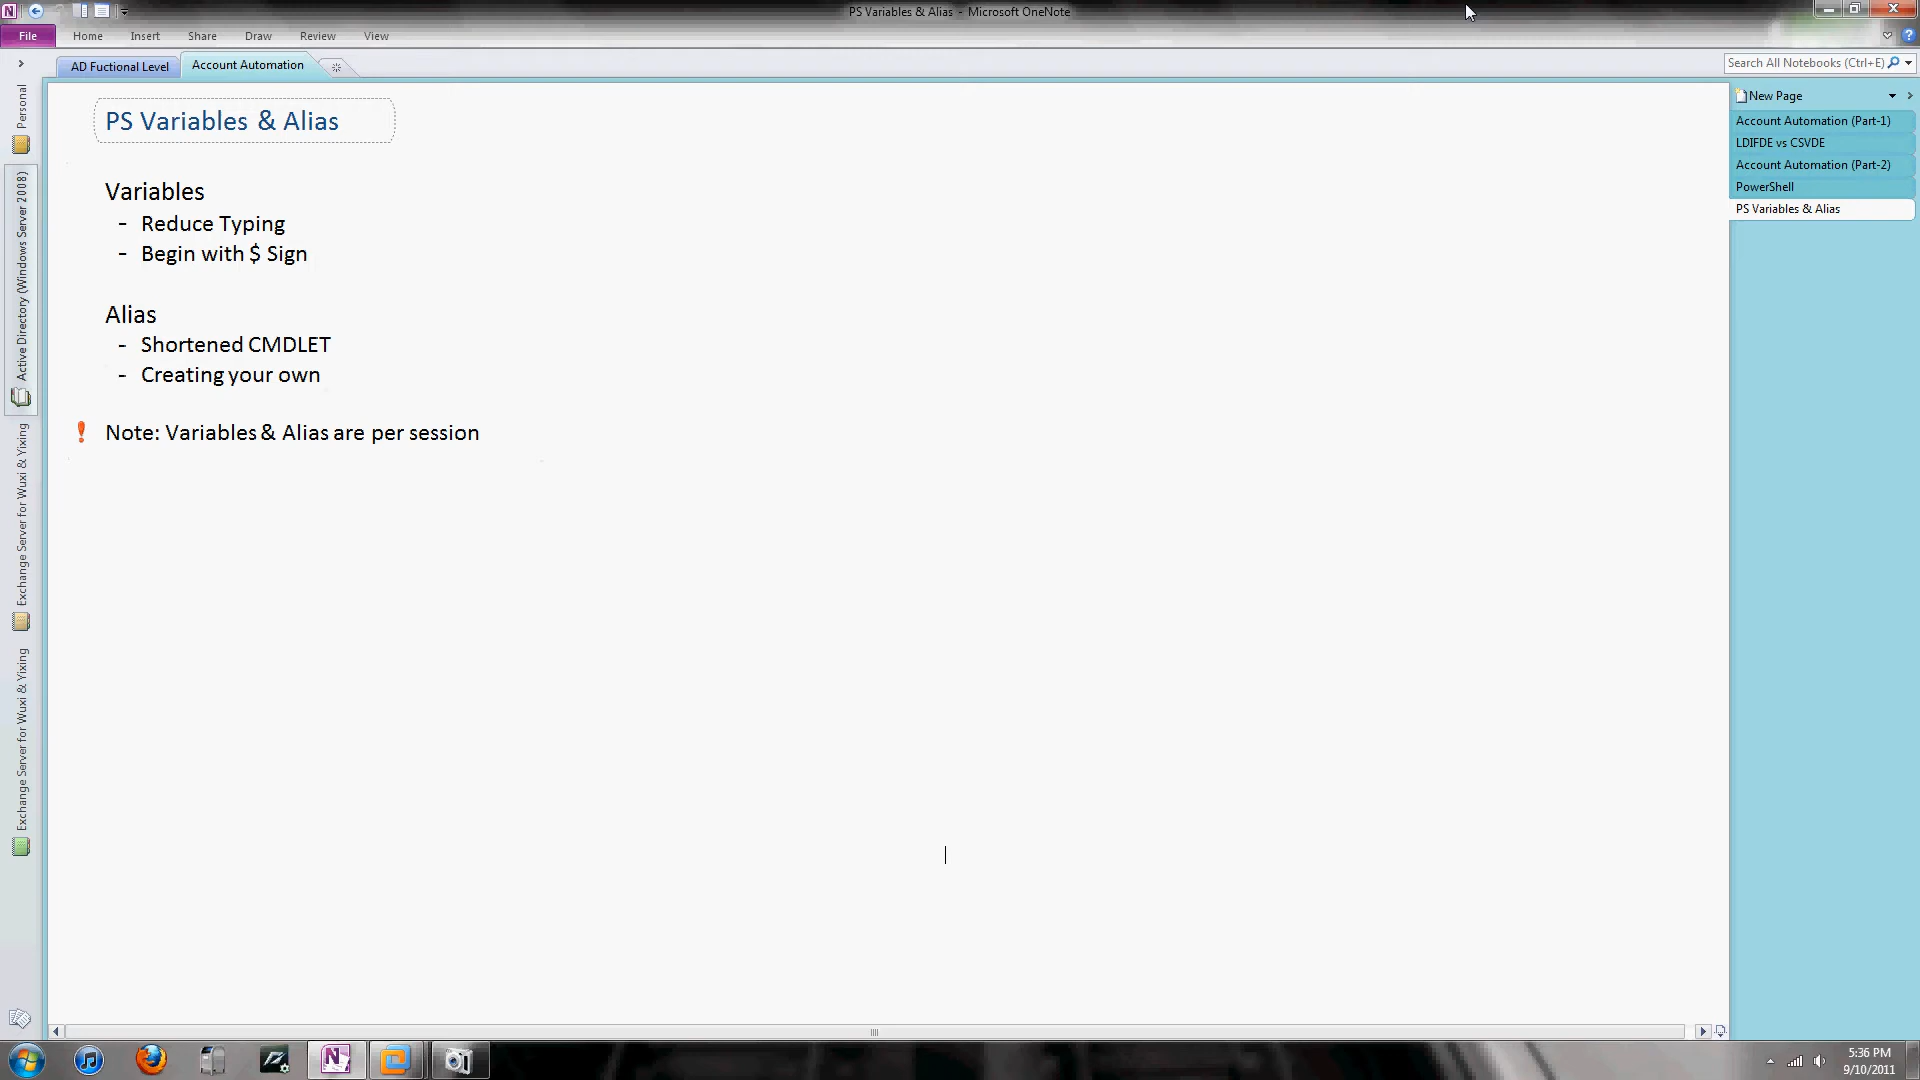 PS Variables & Alias - Microsoft OneNote
File Home Insert Share Draw Review View
AD Fuctional Level Account Automation
Search All Notebooks (Ctrl+E)
Personal
Active Directory (Windows Server 2008)
Exchange Server for Wuxi & Yixing
Exchange Server for Wuxi & Yixing
PS Variables & Alias
Variables
- Reduce Typing
- Begin with $ Sign
Alias
- Shortened CMDLET
- Creating your own
! Note: Variables & Alias are per session
New Page
Account Automation (Part-1)
LDIFDE vs CSVDE
Account Automation (Part-2)
PowerShell
PS Variables & Alias
5:36 PM
9/10/2011